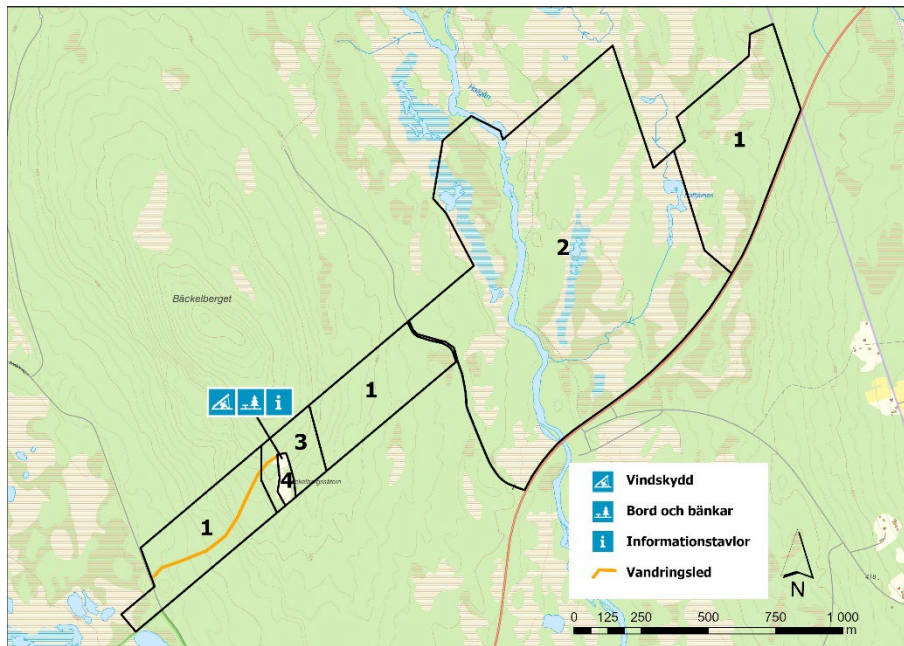 Hågån
1
2
Bäckelberget
1
i
3
4
1
Vindskydd
Bord och bänkar
i Informationstavlor
Vandringsled
N
0 125 250 500 750 1 000
m